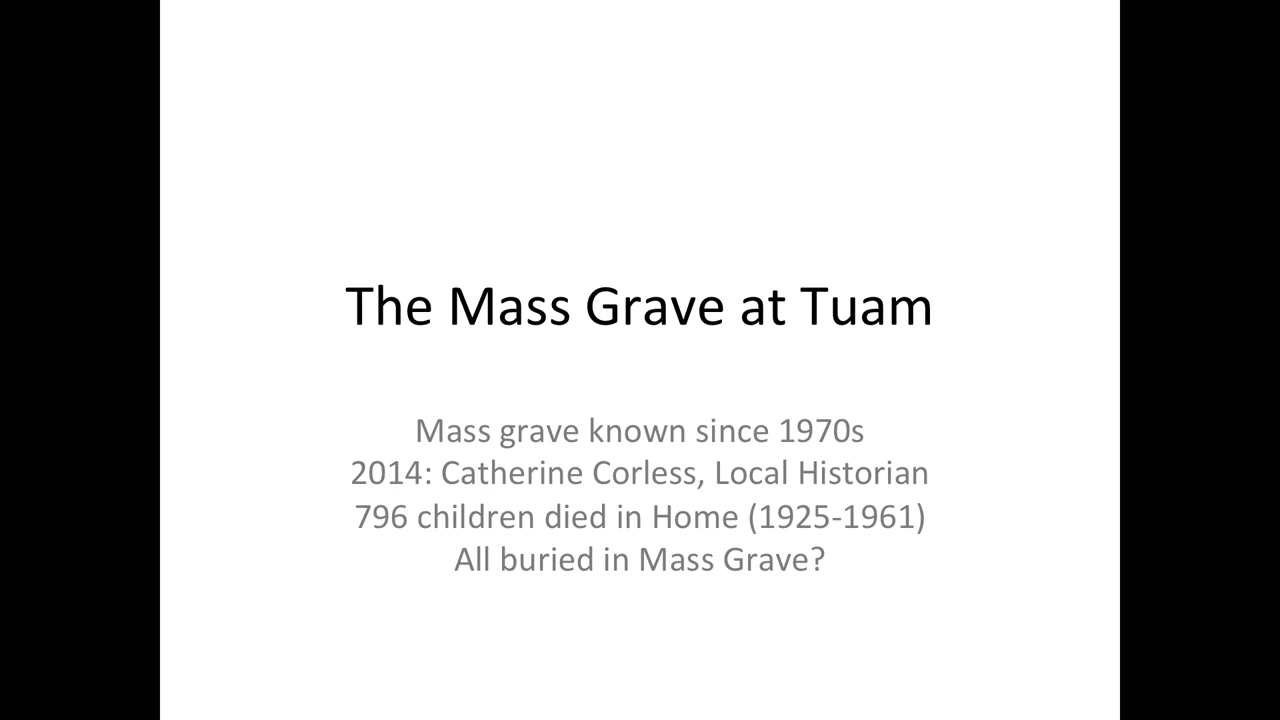 The Mass Grave at Tuam
Mass grave known since 1970s
2014: Catherine Corless, Local Historian
796 children died in Home (1925-1961)
All buried in Mass Grave?